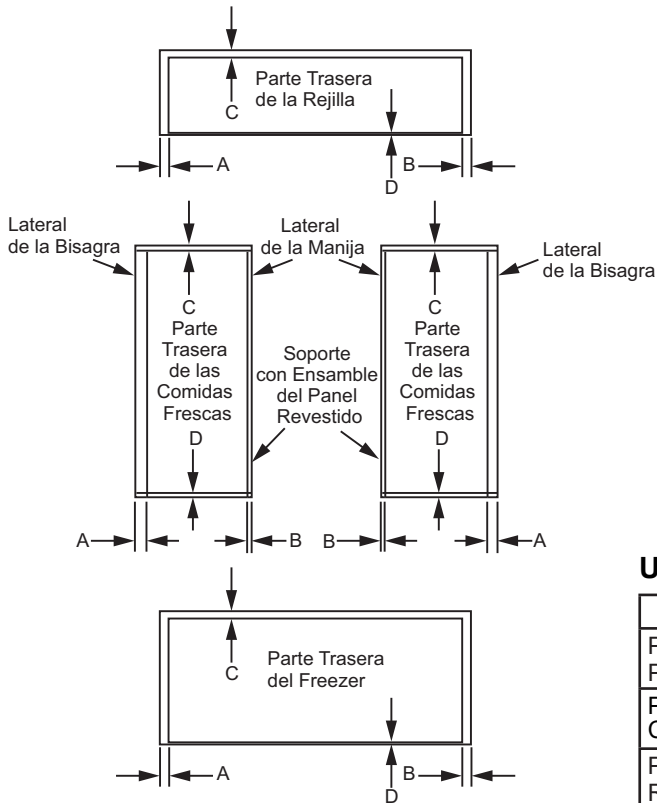 Parte Trasera
de la Rejilla
C
A
B
D
Lateral
de la Bisagra
Lateral
de la Manija
Lateral
de la Bisagra
C
Parte
Trasera
de las
Comidas
Frescas
D
Soporte
con Ensamble
del Panel
Revestido
C
Parte
Trasera
de las
Comidas
Frescas
D
A
B
B
A
C
Parte Trasera
del Freezer
A
B
D